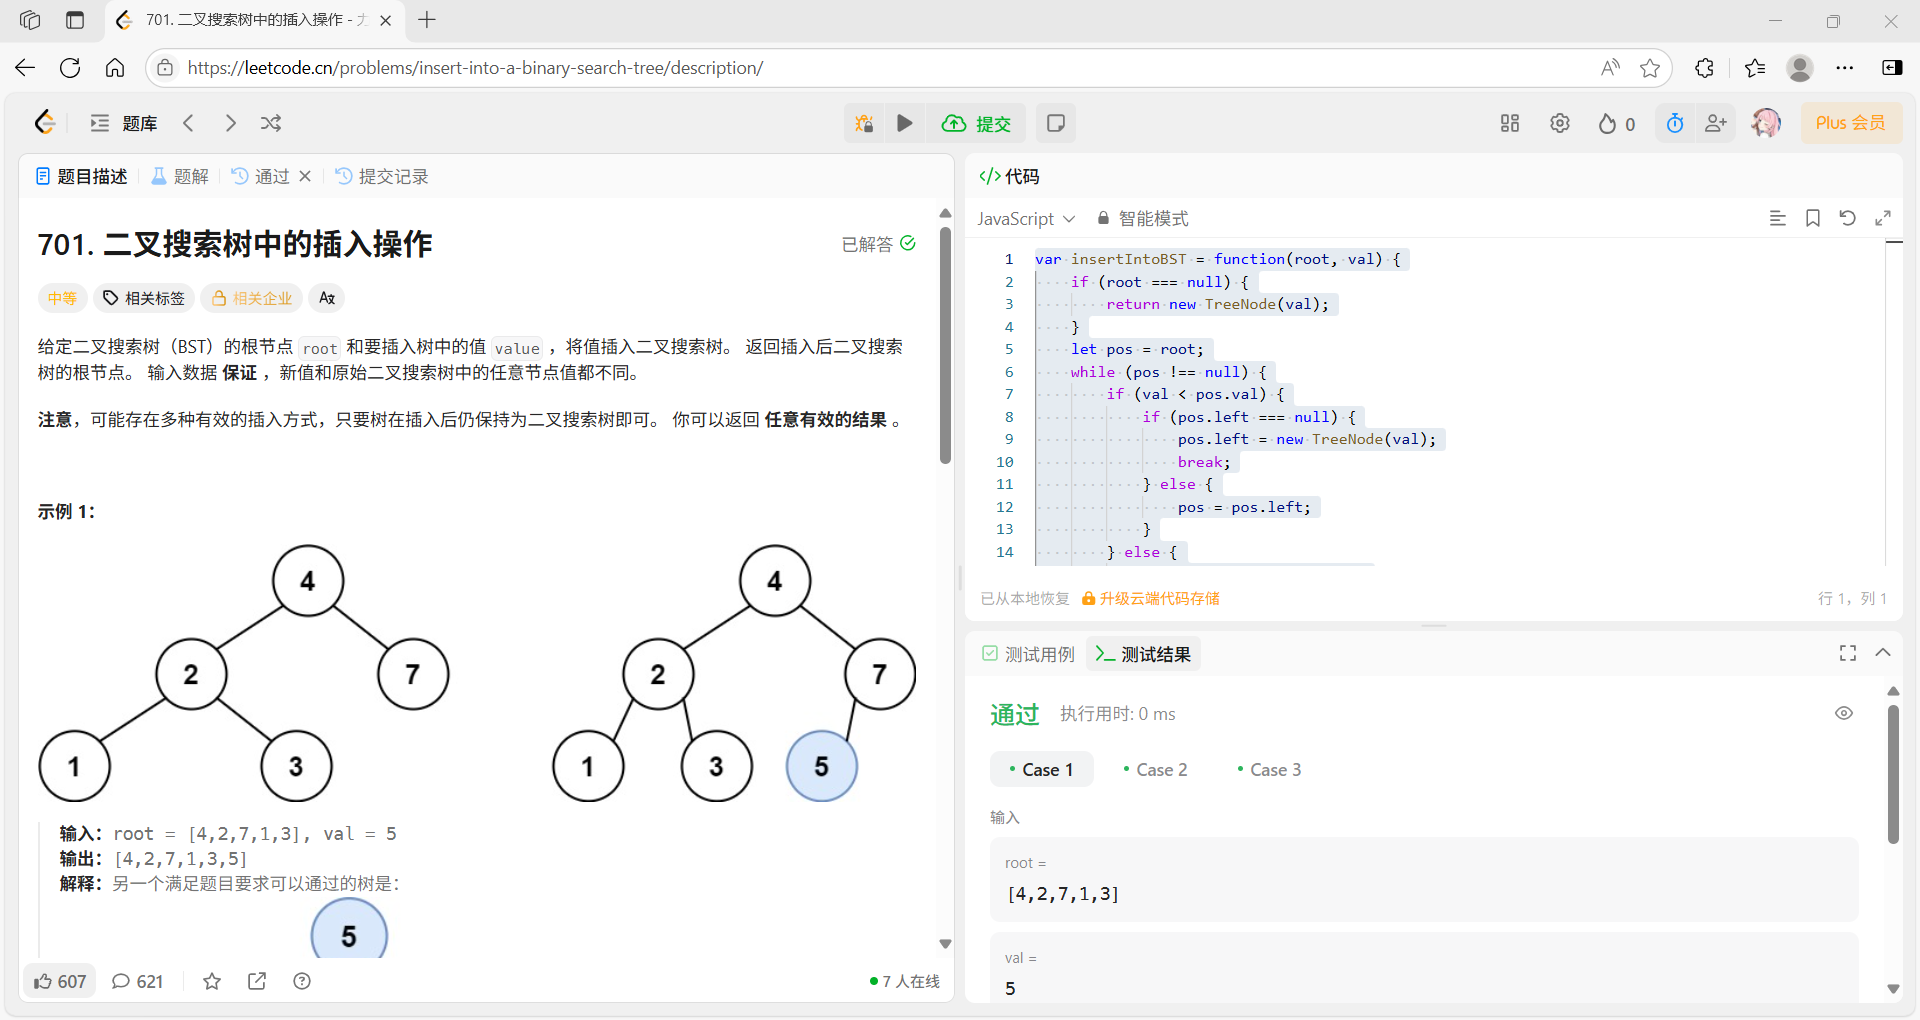 701. 二叉搜索树中的插入操作 - 力
https://leetcode.cn/problems/insert-into-a-binary-search-tree/description/
题库
提交
0
Plus 会员
题目描述
题解
通过
提交记录
701. 二叉搜索树中的插入操作
已解答
中等
相关标签
相关企业
给定二叉搜索树（BST）的根节点 root 和要插入树中的值 value ，将值插入二叉搜索树。 返回插入后二叉搜索
树的根节点。 输入数据 保证 ，新值和原始二叉搜索树中的任意节点值都不同。
注意，可能存在多种有效的插入方式，只要树在插入后仍保持为二叉搜索树即可。 你可以返回 任意有效的结果 。
示例 1：
4
2
7
1
3
4
2
7
1
3
5
输入：root = [4,2,7,1,3], val = 5
输出：[4,2,7,1,3,5]
解释：另一个满足题目要求可以通过的树是：
5
607
621
7 人在线
</> 代码
JavaScript
智能模式
1 var insertIntoBST = function(root, val) {
2 if (root === null) {
3 return new TreeNode(val);
4 }
5 let pos = root;
6 while (pos !== null) {
7 if (val < pos.val) {
8 if (pos.left === null) {
9 pos.left = new TreeNode(val);
10 break;
11 } else {
12 pos = pos.left;
13 }
14 } else {
已从本地恢复
升级云端代码存储
行 1，列 1
测试用例
测试结果
通过
执行用时: 0 ms
Case 1
Case 2
Case 3
输入
root =
[4,2,7,1,3]
val =
5